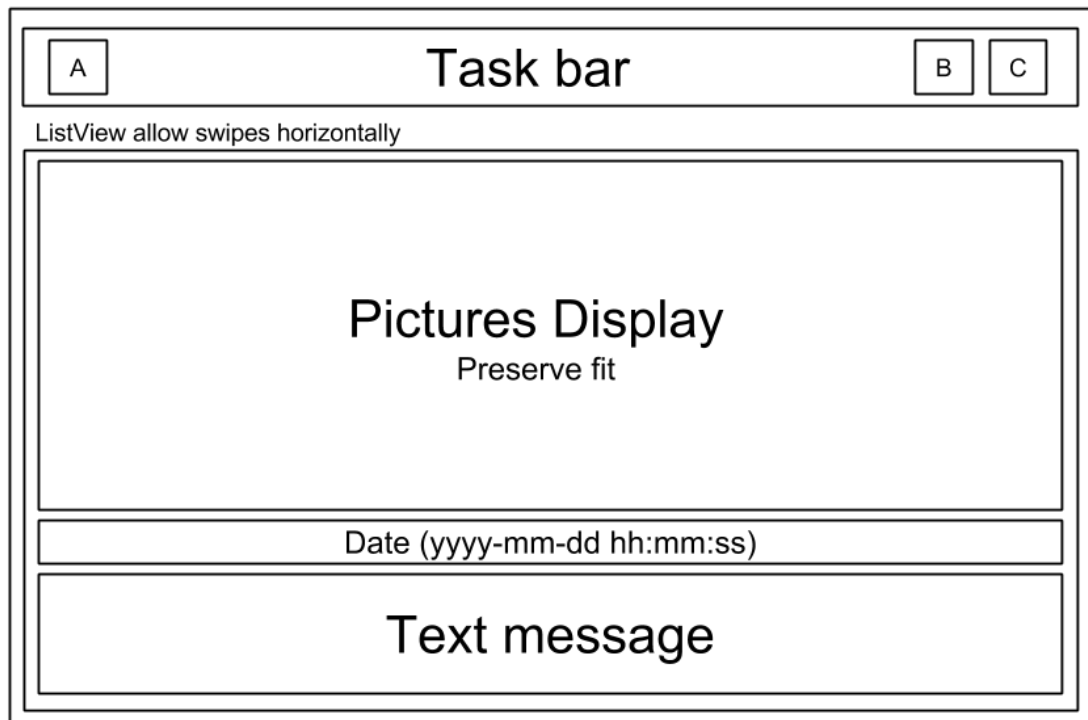 A Task bar B C
ListView allow swipes horizontally
Pictures Display
Preserve fit
Date (yyyy-mm-dd hh:mm:ss)
Text message